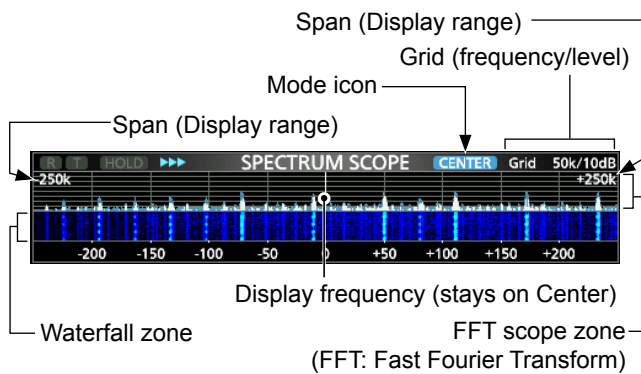 Span (Display range)
Grid (frequency/level)
Mode icon
Span (Display range)
R T HOLD SPECTRUM SCOPE CENTER Grid 50k/10dB
-250k +250k
-200 -150 -100 -50 0 +50 +100 +150 +200
Display frequency (stays on Center)
Waterfall zone
FFT scope zone
(FFT: Fast Fourier Transform)